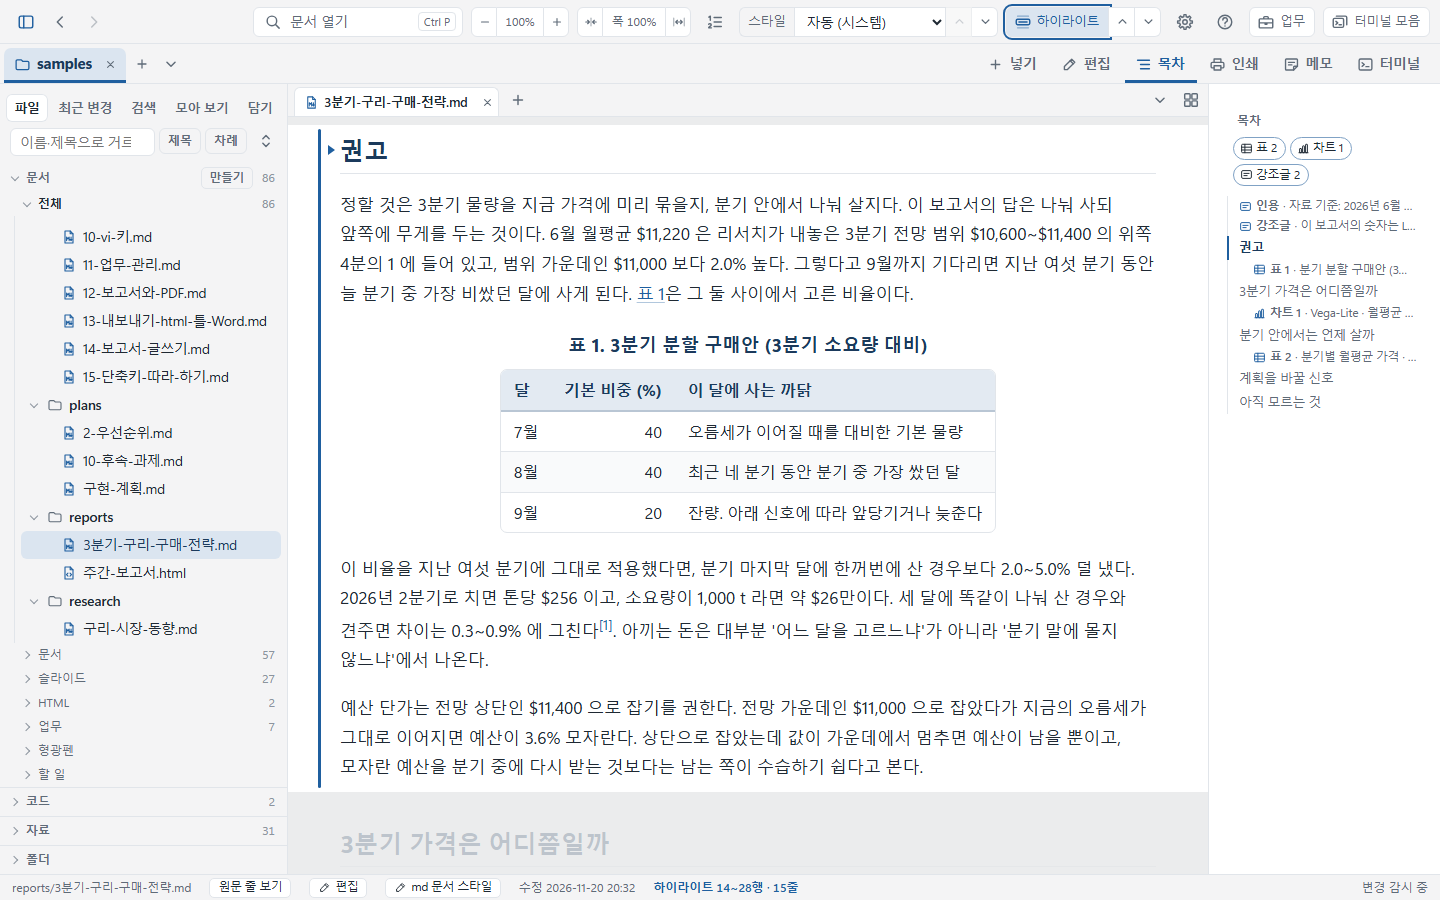 문서 열기 Ctrl P 100% 폭 100% 스타일 자동 (시스템) 하이라이트 업무 터미널 모음
samples 넣기 편집 목차 인쇄 메모 터미널
파일 최근 변경 검색 모아 보기 담기
이름·제목으로 거르 제목 차례
문서 만들기 86
전체 86
10-vi-키.md
11-업무-관리.md
12-보고서와-PDF.md
13-내보내기-html-틀-Word.md
14-보고서-글쓰기.md
15-단축키-따라-하기.md
plans
2-우선순위.md
10-후속-과제.md
구현-계획.md
reports
3분기-구리-구매-전략.md
주간-보고서.html
research
구리-시장-동향.md
문서 57
슬라이드 27
HTML 2
업무 7
형광펜
할 일
코드 2
자료 31
폴더
3분기-구리-구매-전략.md
권고
정할 것은 3분기 물량을 지금 가격에 미리 묶을지, 분기 안에서 나눠 살지다. 이 보고서의 답은 나눠 사되
앞쪽에 무게를 두는 것이다. 6월 월평균 $11,220 은 리서치가 내놓은 3분기 전망 범위 $10,600~$11,400 의 위쪽
4분의 1 에 들어 있고, 범위 가운데인 $11,000 보다 2.0% 높다. 그렇다고 9월까지 기다리면 지난 여섯 분기 동안
늘 분기 중 가장 비쌌던 달에 사게 된다. 표 1은 그 둘 사이에서 고른 비율이다.
표 1. 3분기 분할 구매안 (3분기 소요량 대비)
달 기본 비중 (%) 이 달에 사는 까닭
7월 40 오름세가 이어질 때를 대비한 기본 물량
8월 40 최근 네 분기 동안 분기 중 가장 쌌던 달
9월 20 잔량. 아래 신호에 따라 앞당기거나 늦춘다
이 비율을 지난 여섯 분기에 그대로 적용했다면, 분기 마지막 달에 한꺼번에 산 경우보다 2.0~5.0% 덜 냈다.
2026년 2분기로 치면 톤당 $256 이고, 소요량이 1,000 t 라면 약 $26만이다. 세 달에 똑같이 나눠 산 경우와
견주면 차이는 0.3~0.9% 에 그친다[1]. 아끼는 돈은 대부분 '어느 달을 고르느냐'가 아니라 '분기 말에 몰지
않느냐'에서 나온다.
예산 단가는 전망 상단인 $11,400 으로 잡기를 권한다. 전망 가운데인 $11,000 으로 잡았다가 지금의 오름세가
그대로 이어지면 예산이 3.6% 모자란다. 상단으로 잡았는데 값이 가운데에서 멈추면 예산이 남을 뿐이고,
모자란 예산을 분기 중에 다시 받는 것보다는 남는 쪽이 수습하기 쉽다고 본다.
3분기 가격은 어디쯤일까
목차
표 2 차트 1
강조글 2
인용 · 자료 기준: 2026년 6월 ...
강조글 · 이 보고서의 숫자는 L...
권고
표 1 · 분기 분할 구매안 (3...
3분기 가격은 어디쯤일까
차트 1 · Vega-Lite · 월평균 ...
분기 안에서는 언제 살까
표 2 · 분기별 월평균 가격 · ...
계획을 바꿀 신호
아직 모르는 것
reports/3분기-구리-구매-전략.md 원문 줄 보기 편집 md 문서 스타일 수정 2026-11-20 20:32 하이라이트 14~28행 · 15줄 변경 감시 중